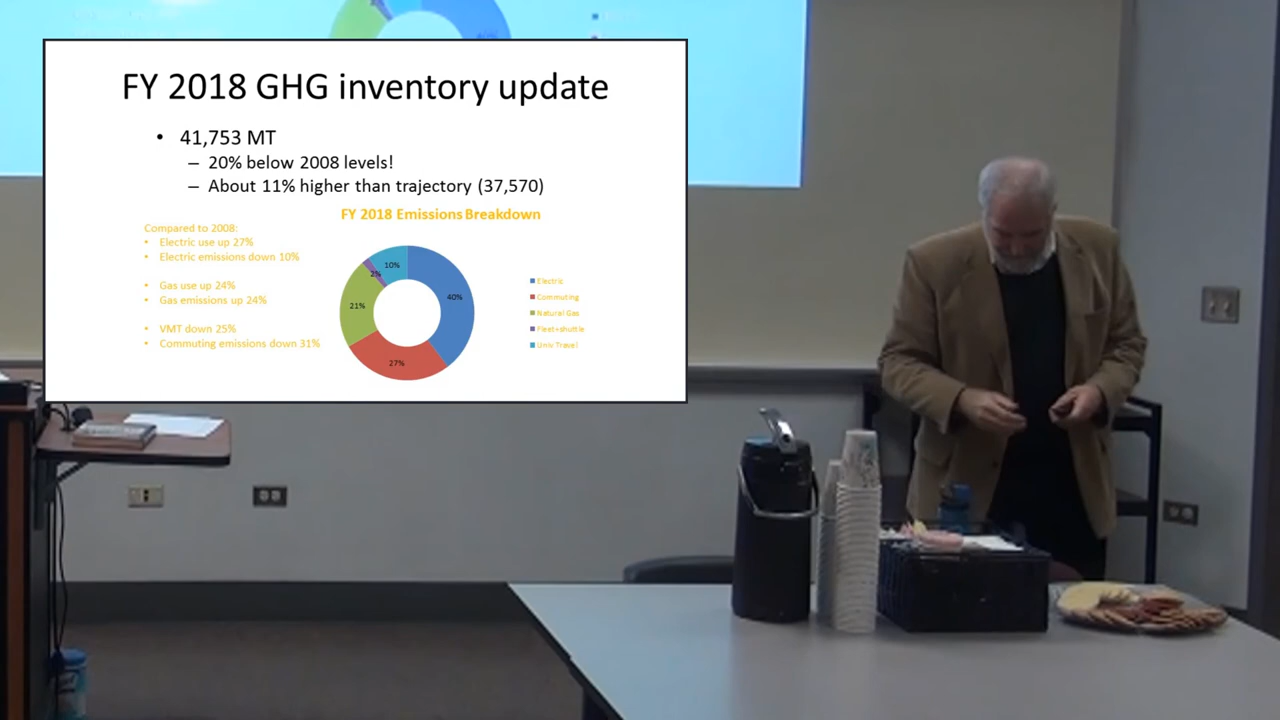 FY 2018 GHG inventory update
• 41,753 MT
– 20% below 2008 levels!
– About 11% higher than trajectory (37,570)
FY 2018 Emissions Breakdown
Compared to 2008:
• Electric use up 27%
• Electric emissions down 10%
• Gas use up 24%
• Gas emissions up 24%
• VMT down 25%
• Commuting emissions down 31%
10%
2%
40%
21%
27%
Electric
Commuting
Natural Gas
Fleet+shuttle
Univ Travel